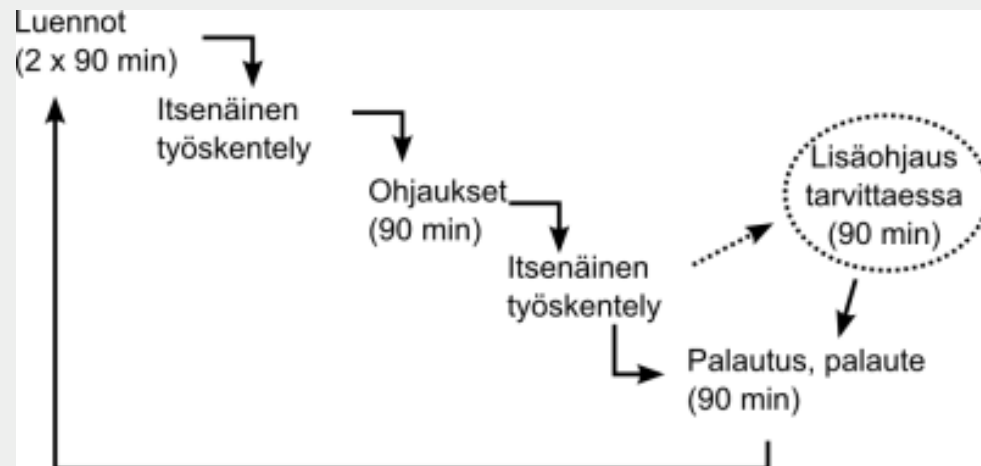 Luennot
(2 x 90 min)
Itsenäinen
työskentely
Ohjaukset
(90 min)
Itsenäinen
työskentely
Lisäohjaus
tarvittaessa
(90 min)
Palautus, palaute
(90 min)